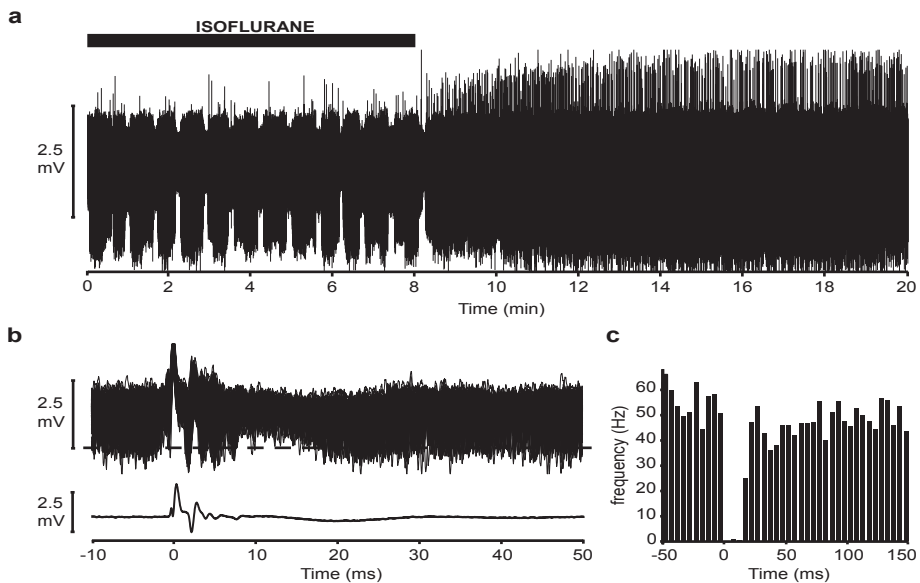 a
ISOFLURANE
2.5
mV
0 2 4 6 8 10 12 14 16 18 20
Time (min)
b
2.5
mV
2.5
mV
-10 0 10 20 30 40 50
Time (ms)
c
frequency (Hz)
60
50
40
30
20
10
0
-50 0 50 100 150
Time (ms)